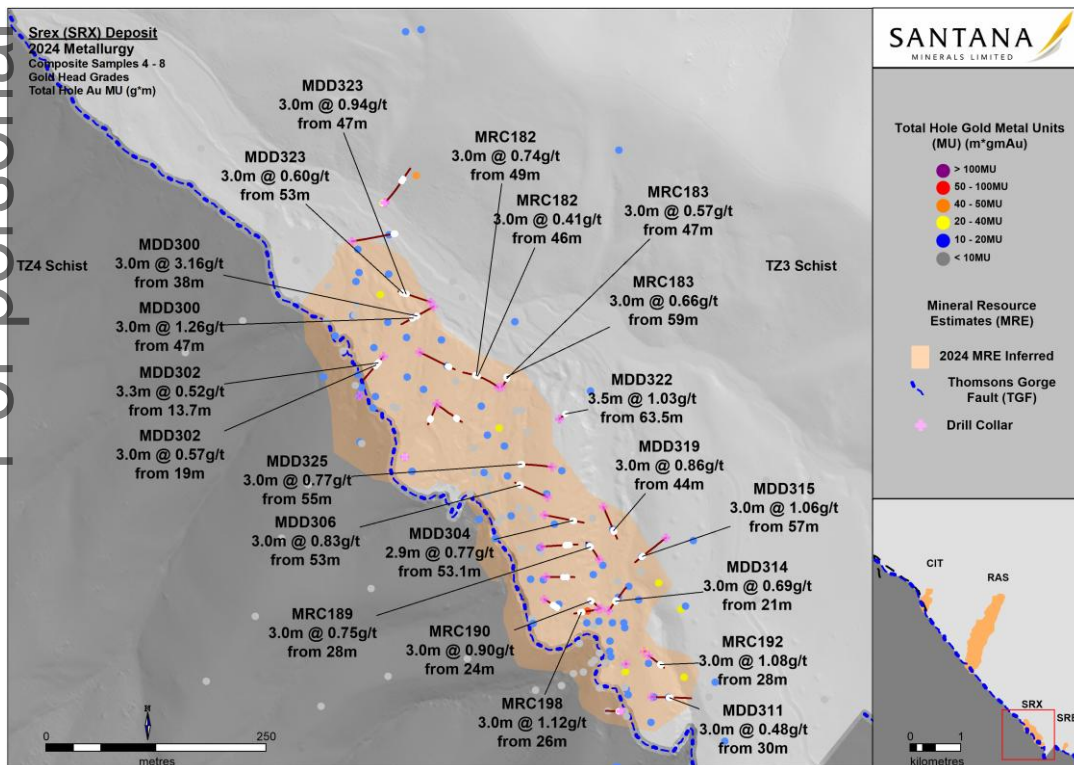 Srex (SRX) Deposit
2024 Metallurgy
Composite Samples 4 - 8
Gold Head Grades
Total Hole Au MU (g*m)
MDD323
3.0m @ 0.94g/t
from 47m
MDD323
3.0m @ 0.60g/t
from 53m
MRC182
3.0m @ 0.74g/t
from 49m
MRC182
3.0m @ 0.41g/t
from 46m
MRC183
3.0m @ 0.57g/t
from 47m
MRC183
3.0m @ 0.66g/t
from 59m
TZ4 Schist
TZ3 Schist
MDD300
3.0m @ 3.16g/t
from 38m
MDD300
3.0m @ 1.26g/t
from 47m
MDD302
3.3m @ 0.52g/t
from 13.7m
MDD302
3.0m @ 0.57g/t
from 19m
MDD322
3.5m @ 1.03g/t
from 63.5m
MDD319
3.0m @ 0.86g/t
from 44m
MDD315
3.0m @ 1.06g/t
from 57m
MDD325
3.0m @ 0.77g/t
from 55m
MDD306
3.0m @ 0.83g/t
from 53m
MDD304
2.9m @ 0.77g/t
from 53.1m
MDD314
3.0m @ 0.69g/t
from 21m
MRC189
3.0m @ 0.75g/t
from 28m
MRC190
3.0m @ 0.90g/t
from 24m
MRC198
3.0m @ 1.12g/t
from 26m
MRC192
3.0m @ 1.08g/t
from 28m
MDD311
3.0m @ 0.48g/t
from 30m
N
0 250
metres
SANTANA
MINERALS LIMITED
Total Hole Gold Metal Units
(MU) (m*gmAu)
> 100MU
50 - 100MU
40 - 50MU
20 - 40MU
10 - 20MU
< 10MU
Mineral Resource
Estimates (MRE)
2024 MRE Inferred
Thomsons Gorge
Fault (TGF)
Drill Collar
CIT
RAS
SRX
SRE
0 1
kilometres